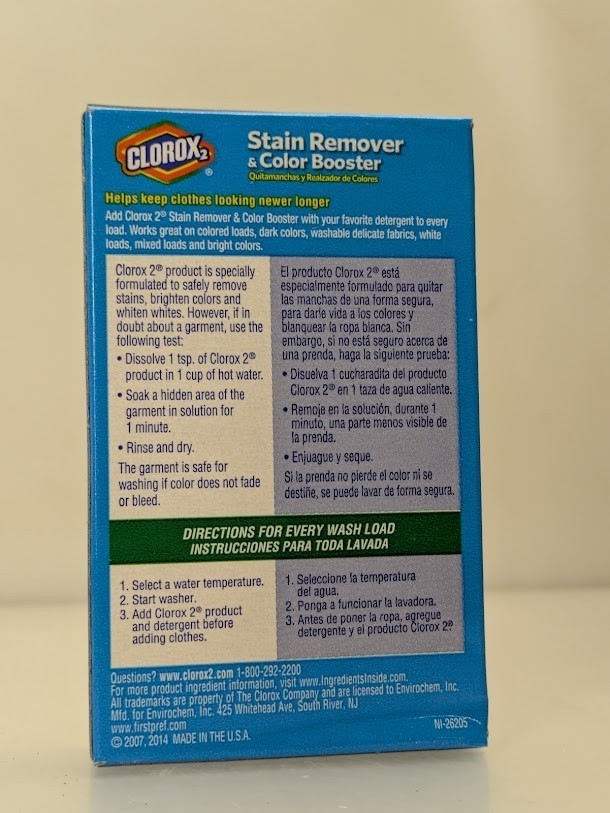 CLOROX2®
Stain Remover
& Color Booster
Quitamanchas y Realzador de Colores
Helps keep clothes looking newer longer
Add Clorox 2® Stain Remover & Color Booster with your favorite detergent to every
load. Works great on colored loads, dark colors, washable delicate fabrics, white
loads, mixed loads and bright colors.
Clorox 2® product is specially
formulated to safely remove
stains, brighten colors and
whiten whites. However, if in
doubt about a garment, use the
following test:
• Dissolve 1 tsp. of Clorox 2®
product in 1 cup of hot water.
• Soak a hidden area of the
garment in solution for
1 minute.
• Rinse and dry.
The garment is safe for
washing if color does not fade
or bleed.
El producto Clorox 2® está
especialmente formulado para quitar
las manchas de una forma segura,
para darle vida a los colores y
blanquear la ropa blanca. Sin
embargo, si no está seguro acerca de
una prenda, haga la siguiente prueba:
• Disuelva 1 cucharadita del producto
Clorox 2® en 1 taza de agua caliente.
• Remoje en la solución, durante 1
minuto, una parte menos visible de
la prenda.
• Enjuague y seque.
Si la prenda no pierde el color ni se
destiñe, se puede lavar de forma segura.
DIRECTIONS FOR EVERY WASH LOAD
INSTRUCCIONES PARA TODA LAVADA
1. Select a water temperature.
2. Start washer.
3. Add Clorox 2® product
and detergent before
adding clothes.
1. Seleccione la temperatura
del agua.
2. Ponga a funcionar la lavadora.
3. Antes de poner la ropa, agregue
detergente y el producto Clorox 2®
Questions? www.clorox2.com 1-800-292-2200
For more product ingredient information, visit www.IngredientsInside.com.
All trademarks are property of The Clorox Company and are licensed to Envirochem, Inc.
Mfd. for Envirochem, Inc. 425 Whitehead Ave, South River, NJ
www.firstpref.com
© 2007, 2014 MADE IN THE U.S.A.
NI-26205